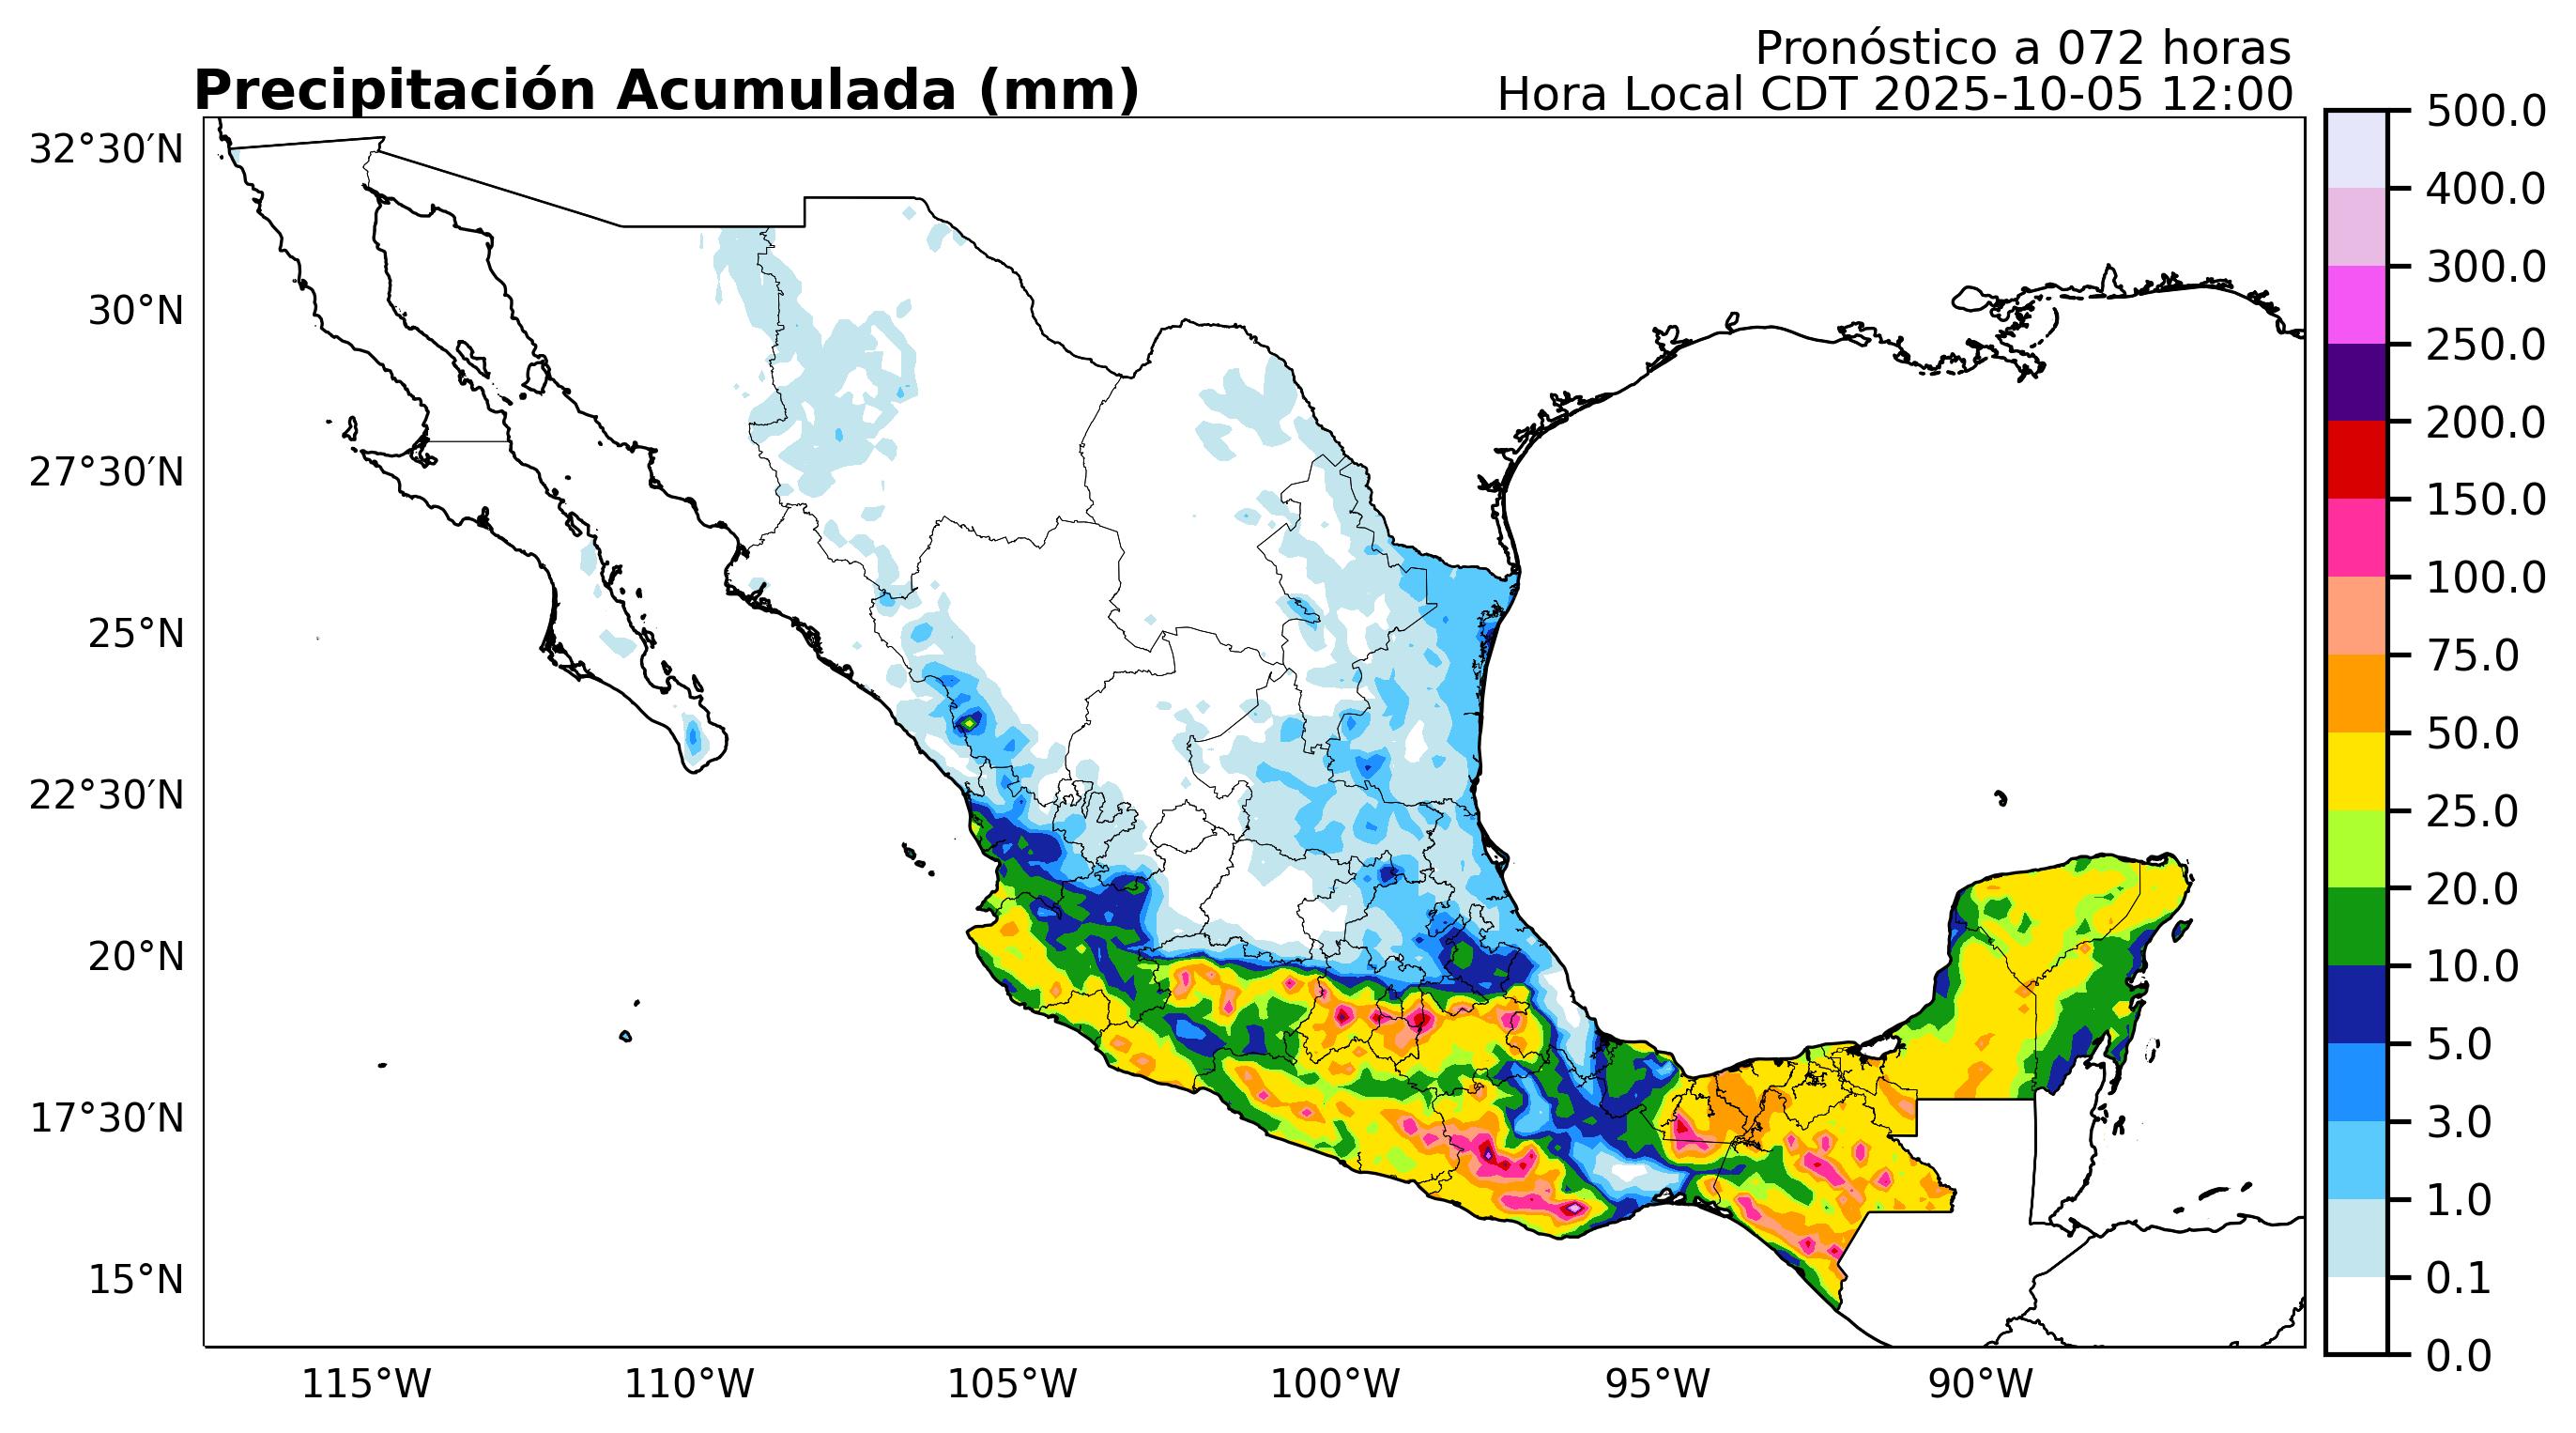 Pronóstico a 072 horas
Precipitación Acumulada (mm)
Hora Local CDT 2025-10-05 12:00
32°30′N
30°N
27°30′N
25°N
22°30′N
20°N
17°30′N
15°N
115°W
110°W
105°W
100°W
95°W
90°W
500.0
400.0
300.0
250.0
200.0
150.0
100.0
75.0
50.0
25.0
20.0
10.0
5.0
3.0
1.0
0.1
0.0